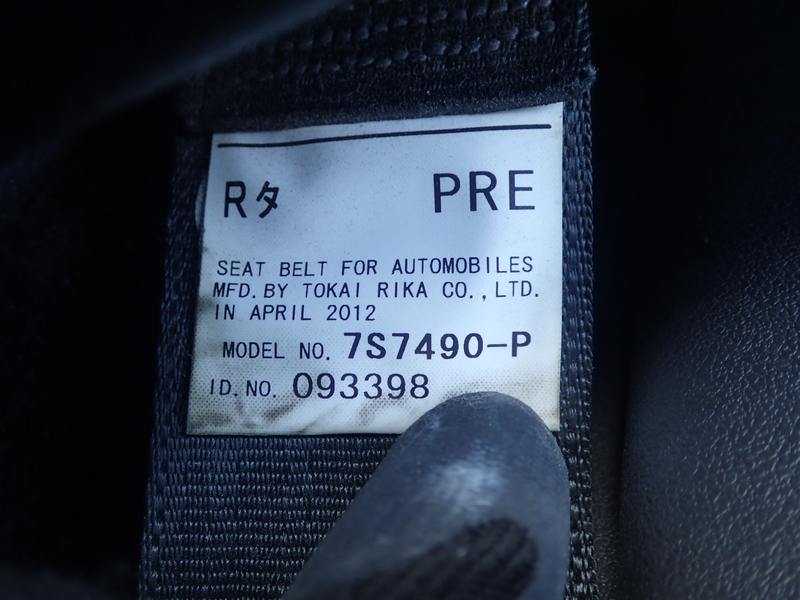 Rタ PRE
SEAT BELT FOR AUTOMOBILES
MFD. BY TOKAI RIKA CO., LTD.
IN APRIL 2012
MODEL NO. 7S7490-P
ID. NO. 093398